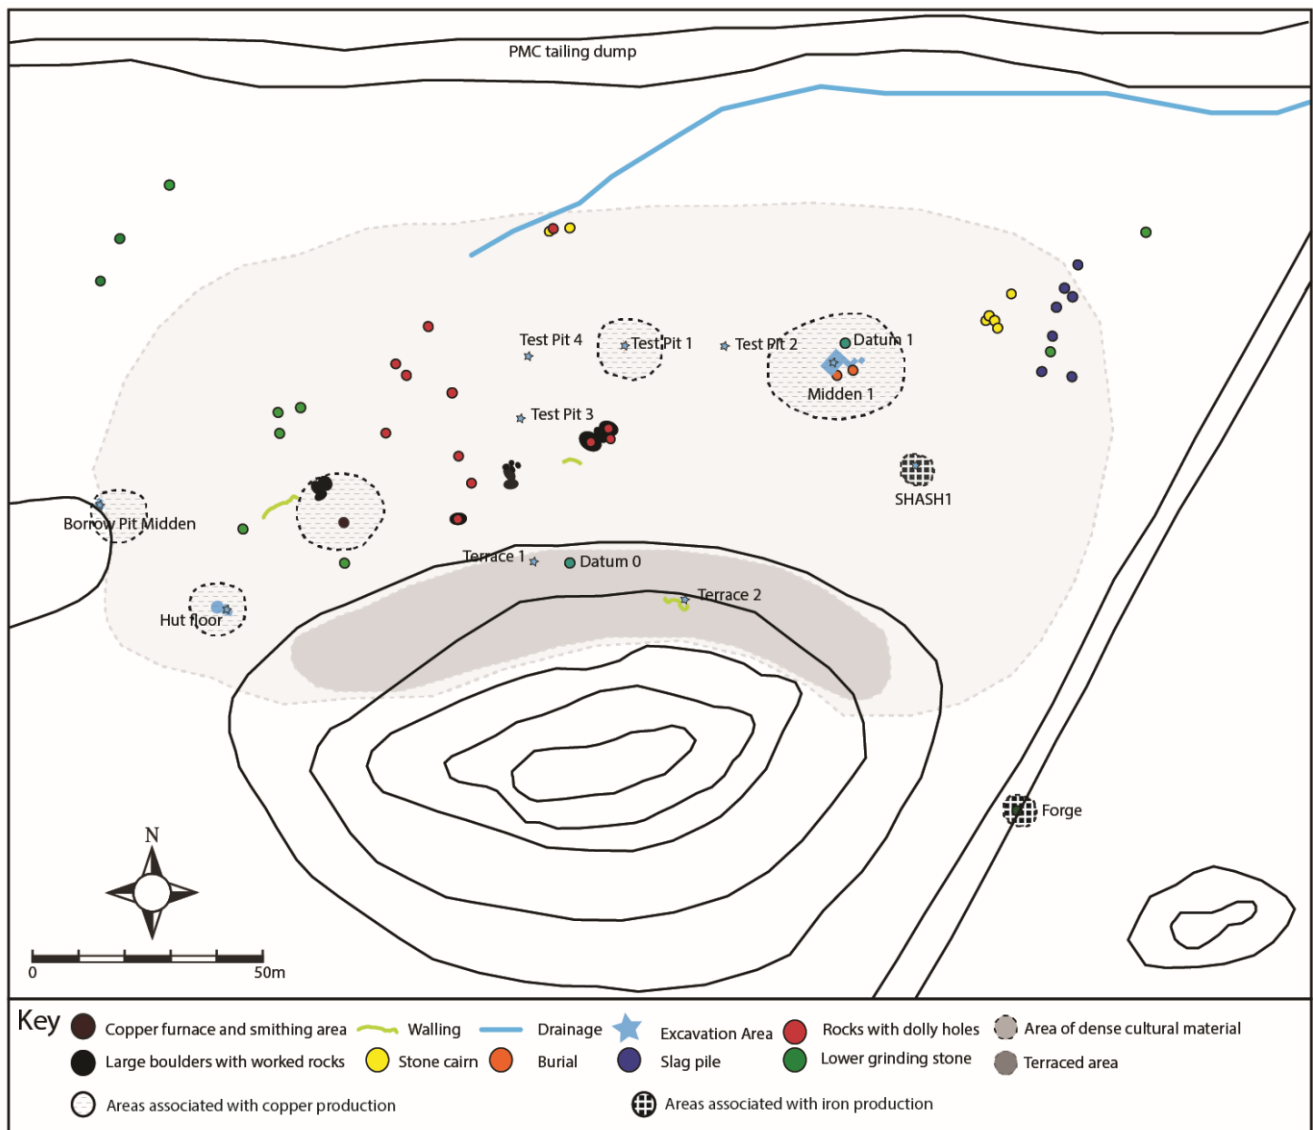 PMC tailing dump
Test Pit 4
Test Pit 1
Test Pit 2
Datum 1
Midden 1
Test Pit 3
SHASH1
Borrow Pit Midden
Terrace 1
Datum 0
Terrace 2
Hut floor
Forge
N
0
50m
Key
Copper furnace and smithing area
Walling
Drainage
Excavation Area
Rocks with dolly holes
Area of dense cultural material
Large boulders with worked rocks
Stone cairn
Burial
Slag pile
Lower grinding stone
Terraced area
Areas associated with copper production
Areas associated with iron production